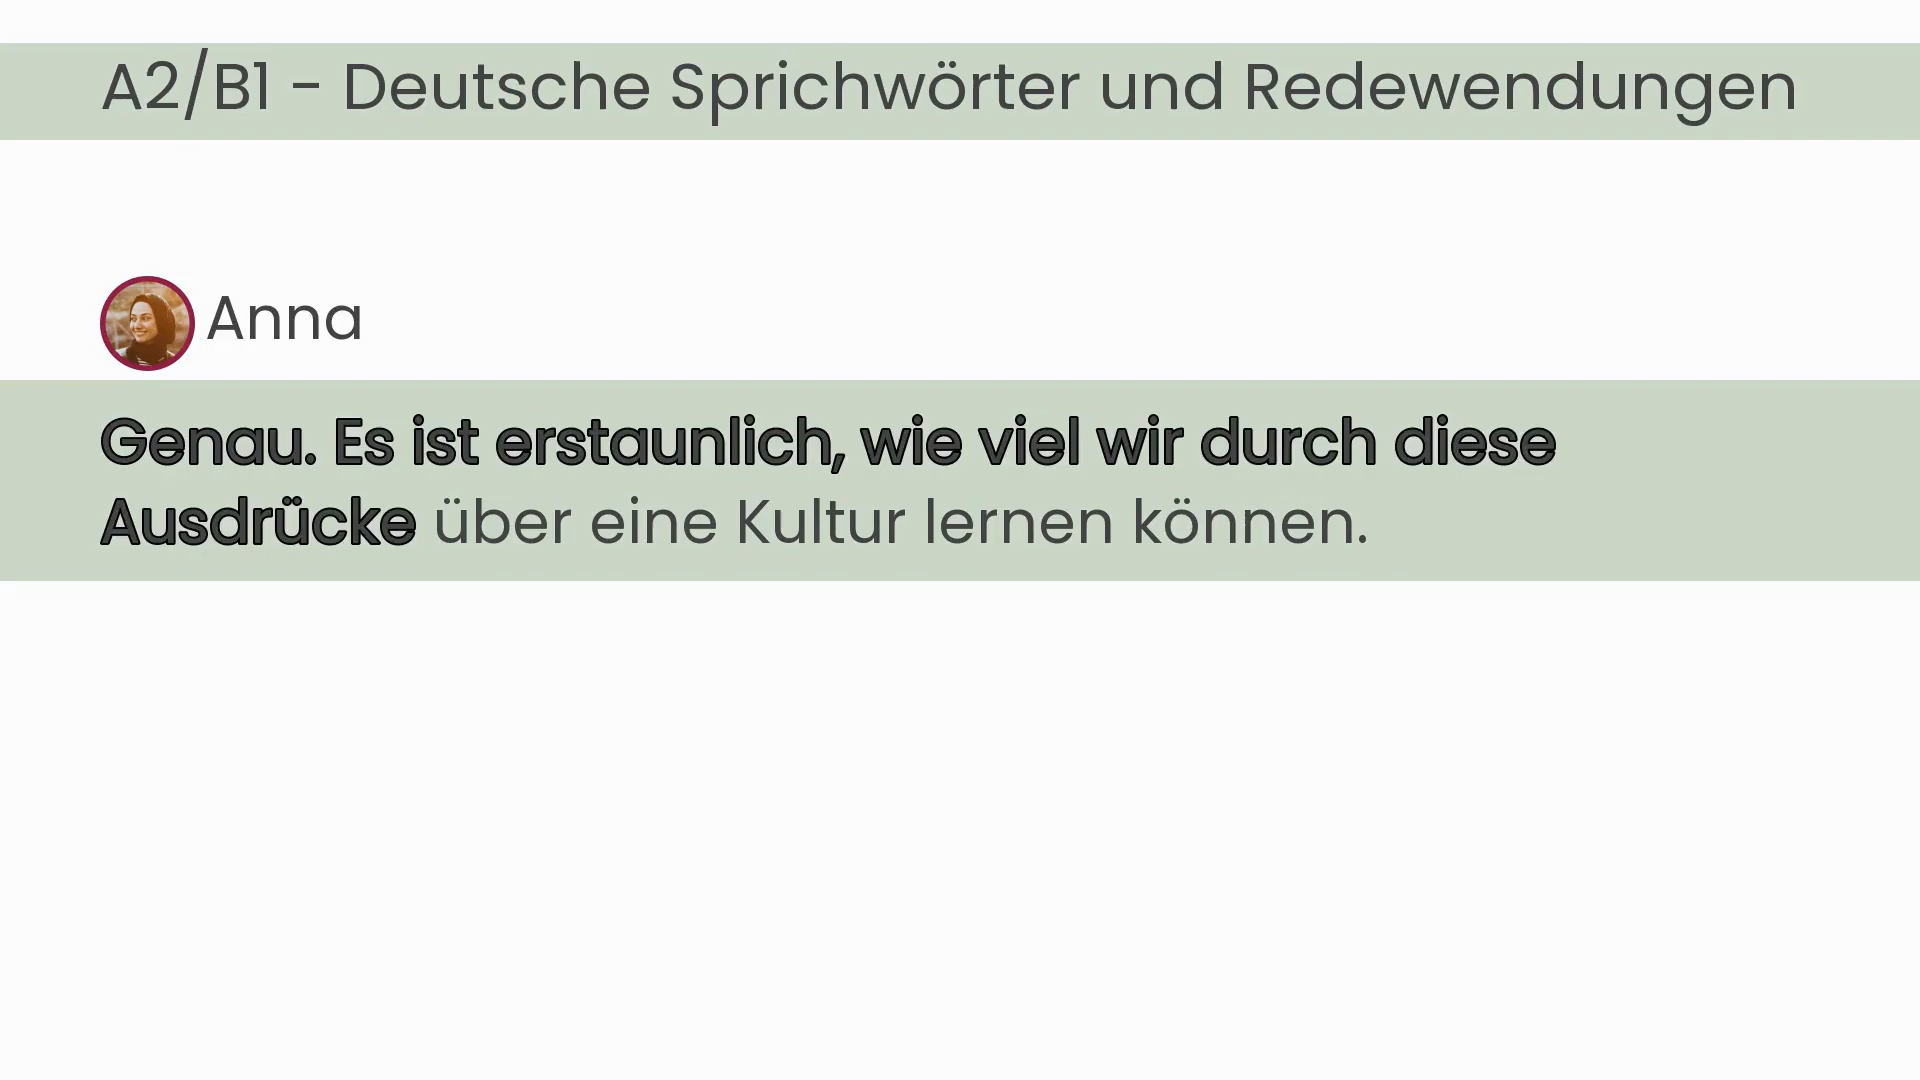 A2/B1 - Deutsche Sprichwörter und Redewendungen
Anna
Genau. Es ist erstaunlich, wie viel wir durch diese
Ausdrücke über eine Kultur lernen können.